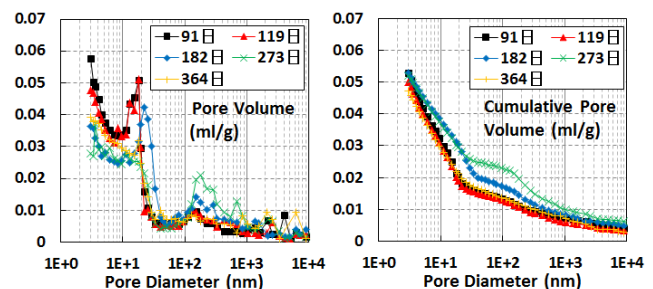 0.07
0.06
0.05
0.04
0.03
0.02
0.01
0
91日 119日
182日 273日
364日
Pore Volume
(ml/g)
1E+0 1E+1 1E+2 1E+3 1E+4
Pore Diameter (nm)
0.07
0.06
0.05
0.04
0.03
0.02
0.01
0
91日 119日
182日 273日
364日
Cumulative Pore
Volume (ml/g)
1E+0 1E+1 1E+2 1E+3 1E+4
Pore Diameter (nm)